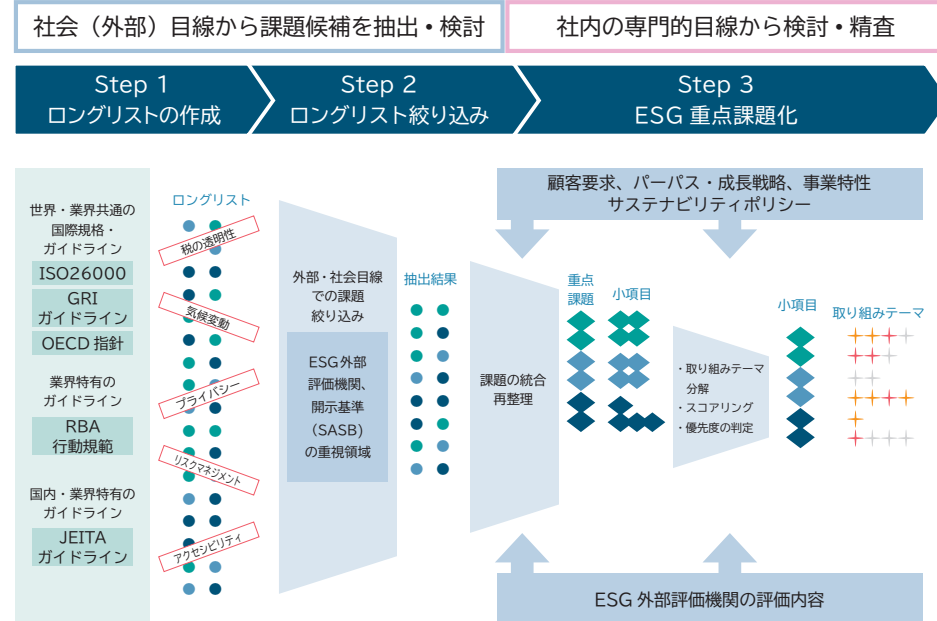 社会（外部）目線から課題候補を抽出・検討
社内の専門的目線から検討・精査
Step 1
ロングリストの作成
Step 2
ロングリスト絞り込み
Step 3
ESG 重点課題化
世界・業界共通の
国際規格・
ガイドライン
ISO26000
GRI
ガイドライン
OECD 指針
業界特有の
ガイドライン
RBA
行動規範
国内・業界特有の
ガイドライン
JEITA
ガイドライン
ロングリスト
税の透明性
気候変動
プライバシー
リスクマネジメント
アクセシビリティ
外部・社会目線
での課題
絞り込み
ESG外部
評価機関、
開示基準
（SASB）
の重視領域
抽出結果
顧客要求、パーパス・成長戦略、事業特性
サステナビリティポリシー
課題の統合
再整理
重点
課題
小項目
・取り組みテーマ
分解
・スコアリング
・優先度の判定
小項目
取り組みテーマ
ESG 外部評価機関の評価内容